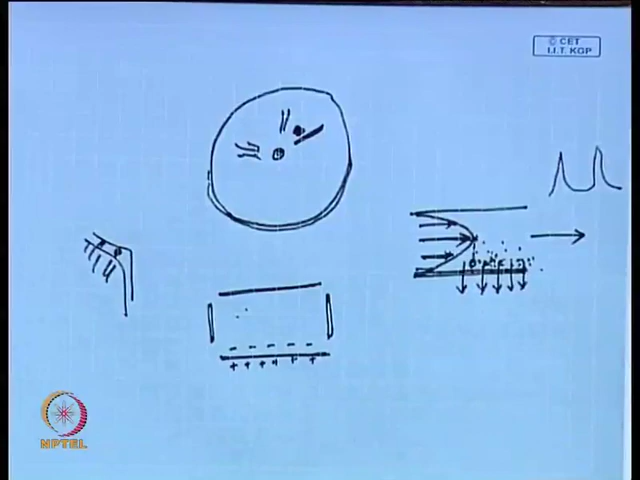 © CET
I.I.T. KGP
- - - - - -
+ + + + + +
NPTEL